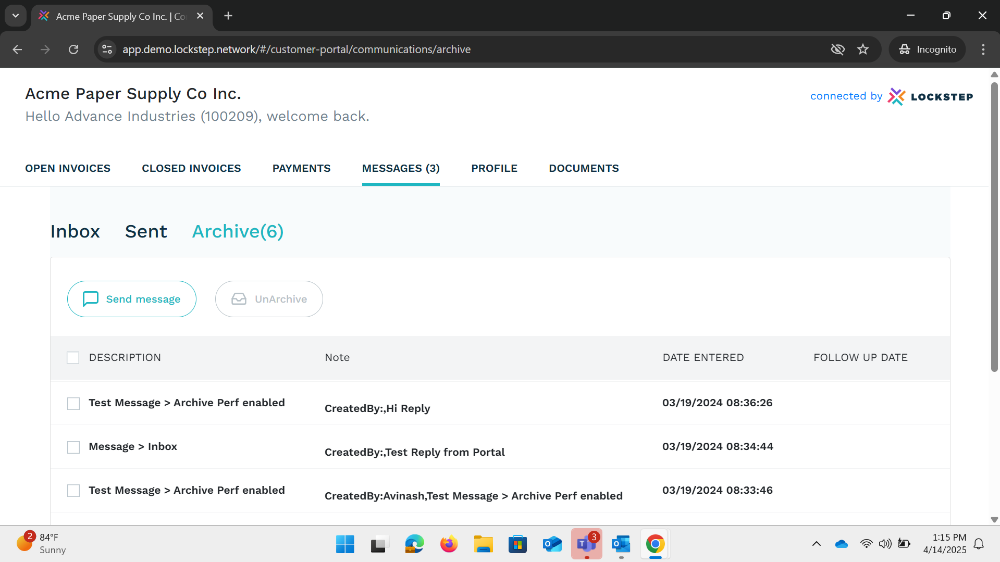 Acme Paper Supply Co Inc. | Co
app.demo.lockstep.network/#/customer-portal/communications/archive
Incognito
Acme Paper Supply Co Inc.
Hello Advance Industries (100209), welcome back.
connected by LOCKSTEP
OPEN INVOICES CLOSED INVOICES PAYMENTS MESSAGES (3) PROFILE DOCUMENTS
Inbox Sent Archive(6)
Send message UnArchive
DESCRIPTION Note DATE ENTERED FOLLOW UP DATE
Test Message > Archive Perf enabled CreatedBy:,Hi Reply 03/19/2024 08:36:26
Message > Inbox CreatedBy:,Test Reply from Portal 03/19/2024 08:34:44
Test Message > Archive Perf enabled CreatedBy:Avinash,Test Message > Archive Perf enabled 03/19/2024 08:33:46
2 84°F
Sunny
3
1:15 PM
4/14/2025